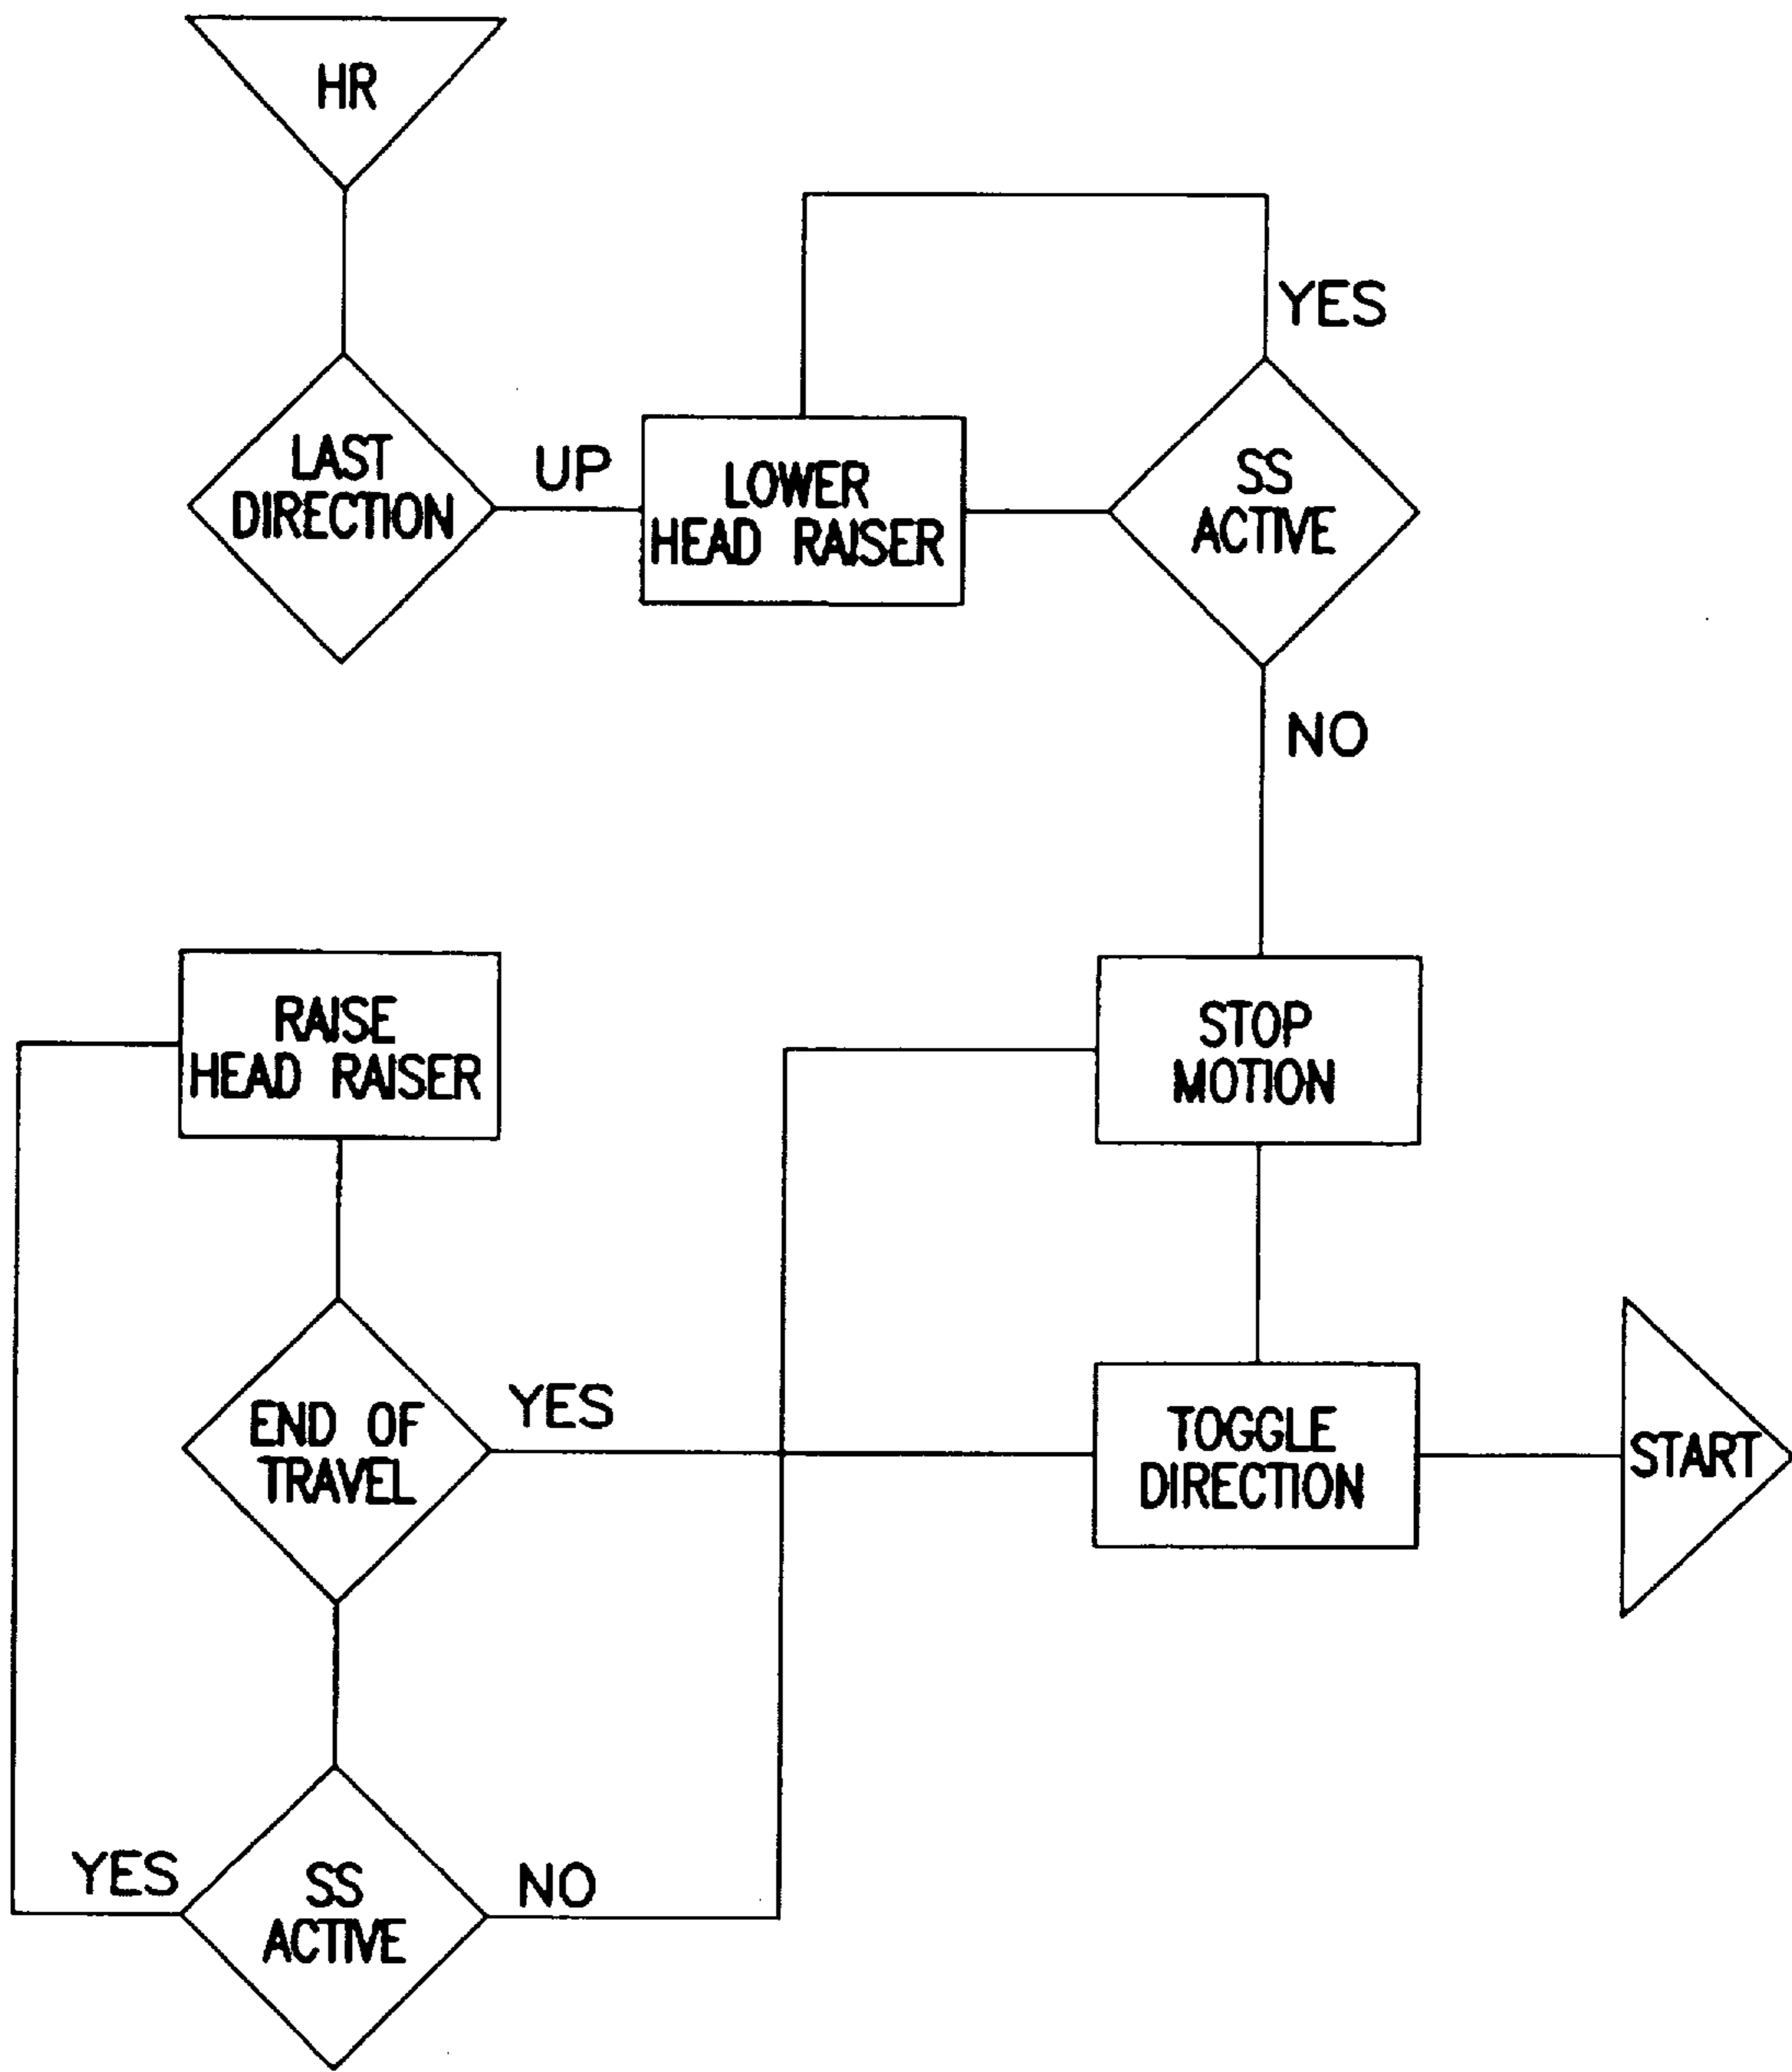 HR
YES
LAST
DIRECTION
UP
LOWER
HEAD RAISER
SS
ACTIVE
NO
RAISE
HEAD RAISER
STOP
MOTION
END OF
TRAVEL
YES
TOGGLE
DIRECTION
START
YES
SS
ACTIVE
NO